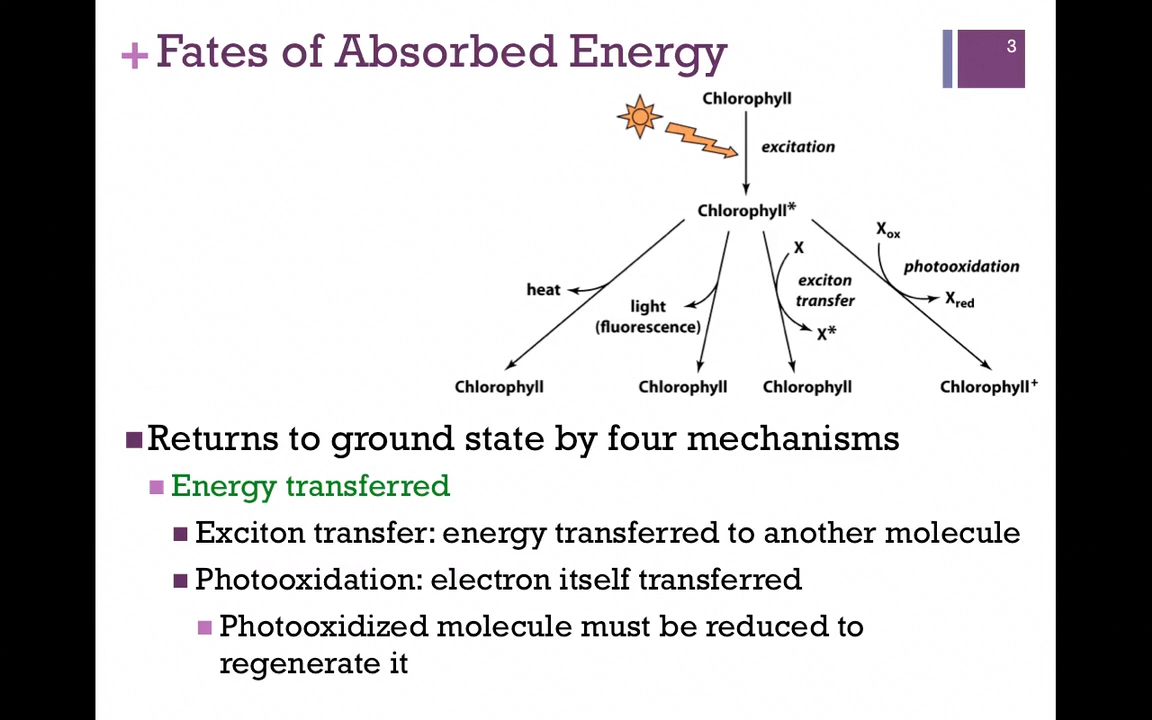 + Fates of Absorbed Energy
3
Chlorophyll
excitation
Chlorophyll*
X
Xox
photooxidation
heat
exciton
transfer
light
(fluorescence)
Xred
X*
Chlorophyll
Chlorophyll
Chlorophyll
Chlorophyll+
Returns to ground state by four mechanisms
Energy transferred
Exciton transfer: energy transferred to another molecule
Photooxidation: electron itself transferred
Photooxidized molecule must be reduced to
regenerate it